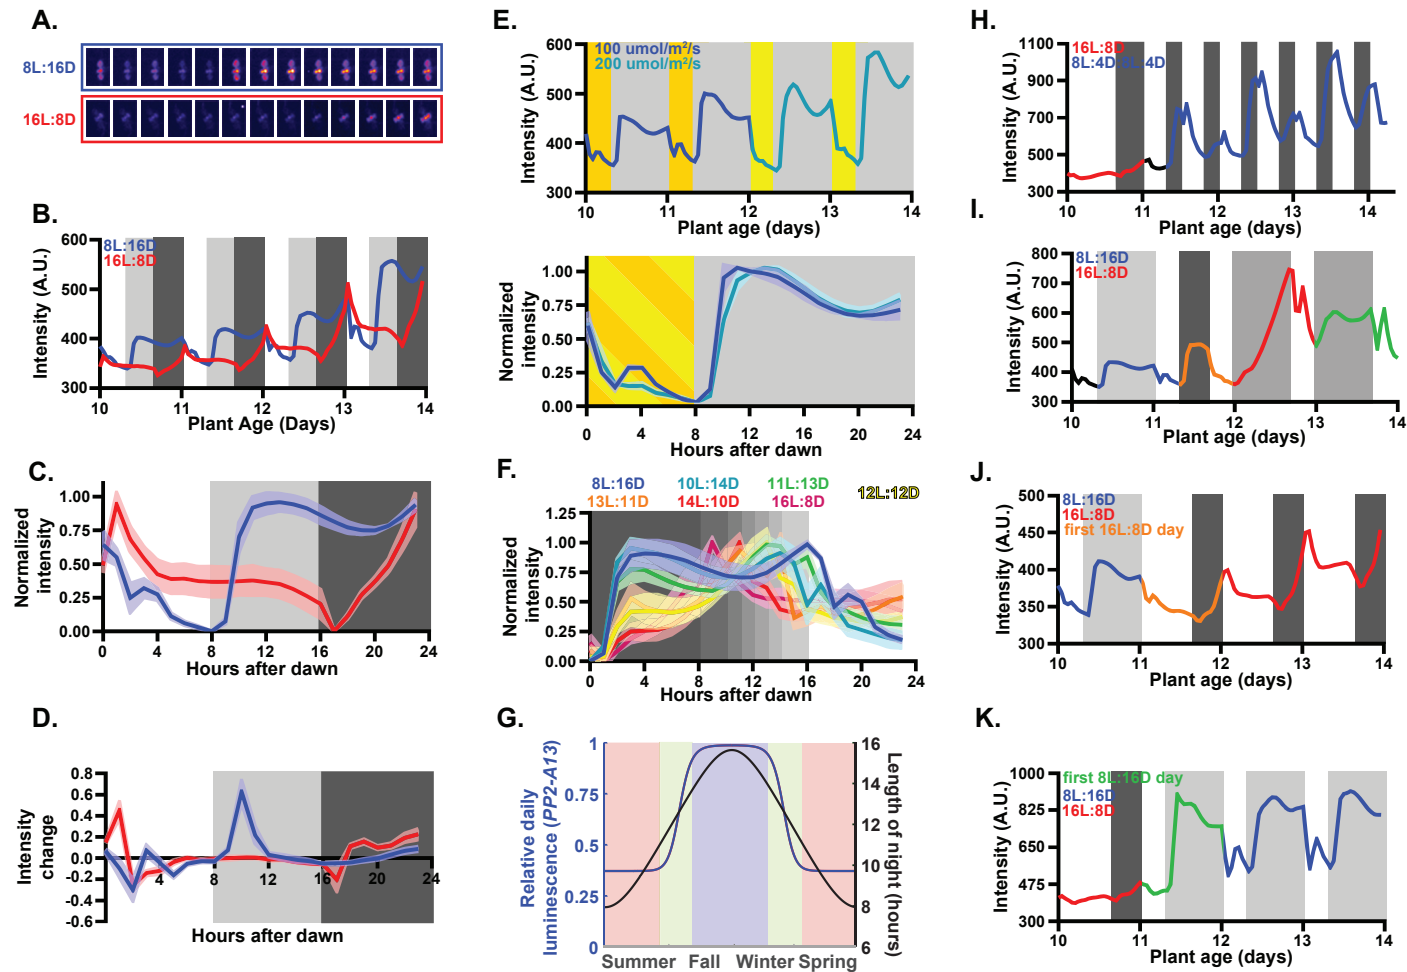 A.
8L:16D
16L:8D
B.
Intensity (A.U.)
600
500
400
300
8L:16D
16L:8D
10
11
12
13
14
Plant Age (Days)
C.
Normalized
intensity
1.00
0.75
0.50
0.25
0.00
0
4
8
12
16
20
24
Hours after dawn
D.
Intensity
change
0.8
0.6
0.4
0.2
0.0
-0.2
-0.4
-0.6
4
8
12
16
20
24
Hours after dawn
E.
Intensity (A.U.)
600
500
400
300
100 umol/m²/s
200 umol/m²/s
10
11
12
13
14
Plant age (days)
Normalized
intensity
1.00
0.75
0.50
0.25
0.00
0
4
8
12
16
20
24
Hours after dawn
F.
8L:16D
10L:14D
11L:13D
12L:12D
13L:11D
14L:10D
16L:8D
Normalized
intensity
1.25
1.00
0.75
0.50
0.25
0.00
0
4
8
12
16
20
24
Hours after dawn
G.
Relative daily
luminescence (PP2-A13)
1
0.75
0.5
0.25
0
16
14
12
10
8
6
Length of night (hours)
Summer
Fall
Winter
Spring
H.
Intensity (A.U.)
1100
900
700
500
300
16L:8D
8L:4D:8L:4D
10
11
12
13
14
Plant age (days)
I.
Intensity (A.U.)
800
700
600
500
400
300
8L:16D
16L:8D
10
11
12
13
14
Plant age (days)
J.
Intensity (A.U.)
500
450
400
350
300
8L:16D
16L:8D
first 16L:8D day
10
11
12
13
14
Plant age (days)
K.
Intensity (A.U.)
1000
825
650
475
300
first 8L:16D day
8L:16D
16L:8D
10
11
12
13
14
Plant age (days)